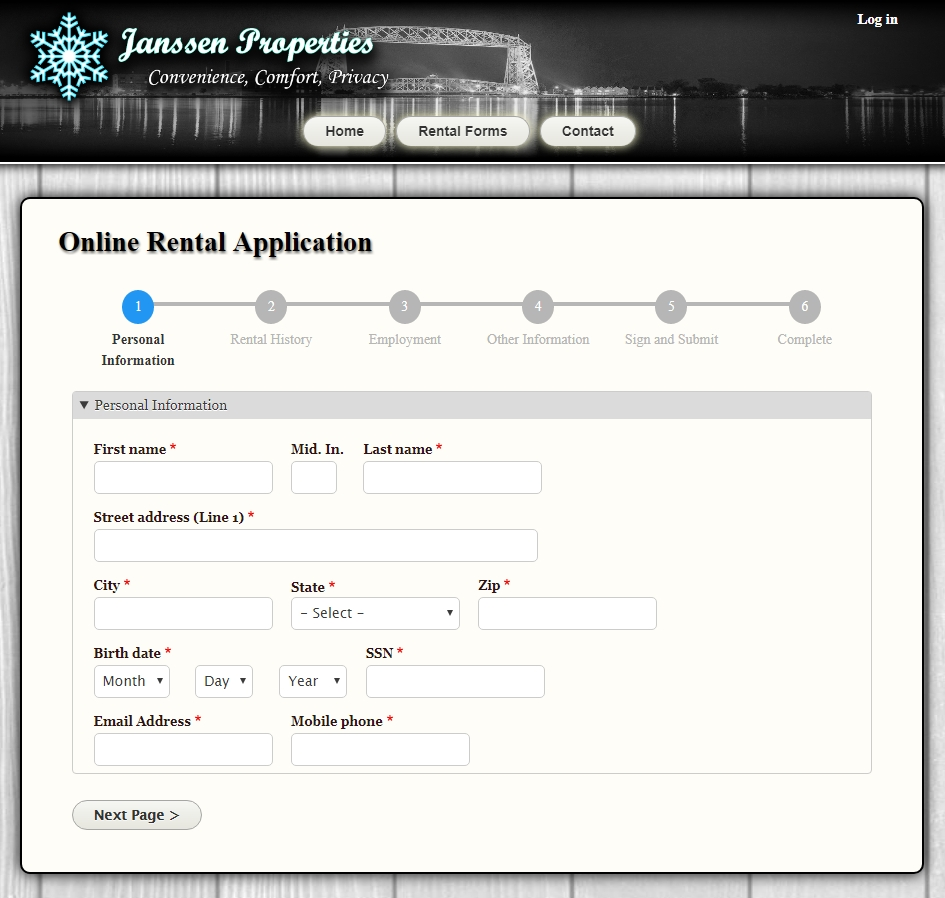 Log in
Janssen Properties
Convenience, Comfort, Privacy
Home Rental Forms Contact
Online Rental Application
1 2 3 4 5 6
Personal Information Rental History Employment Other Information Sign and Submit Complete
▼ Personal Information
First name * Mid. In. Last name *
Street address (Line 1) *
City * State * Zip *
– Select –
Birth date * SSN *
Month Day Year
Email Address * Mobile phone *
Next Page >